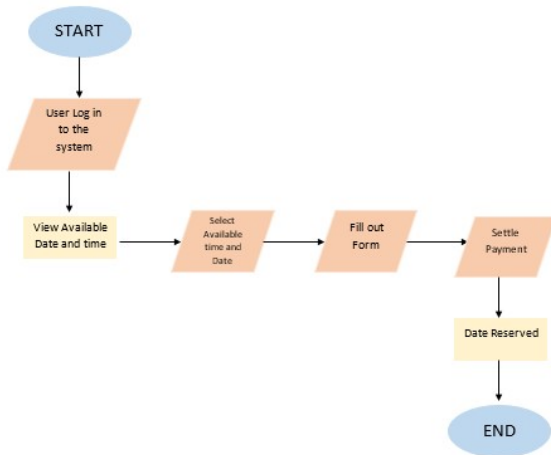 START
User Log in
to the
system
View Available
Date and time
Select
Available
time and
Date
Fill out
Form
Settle
Payment
Date Reserved
END